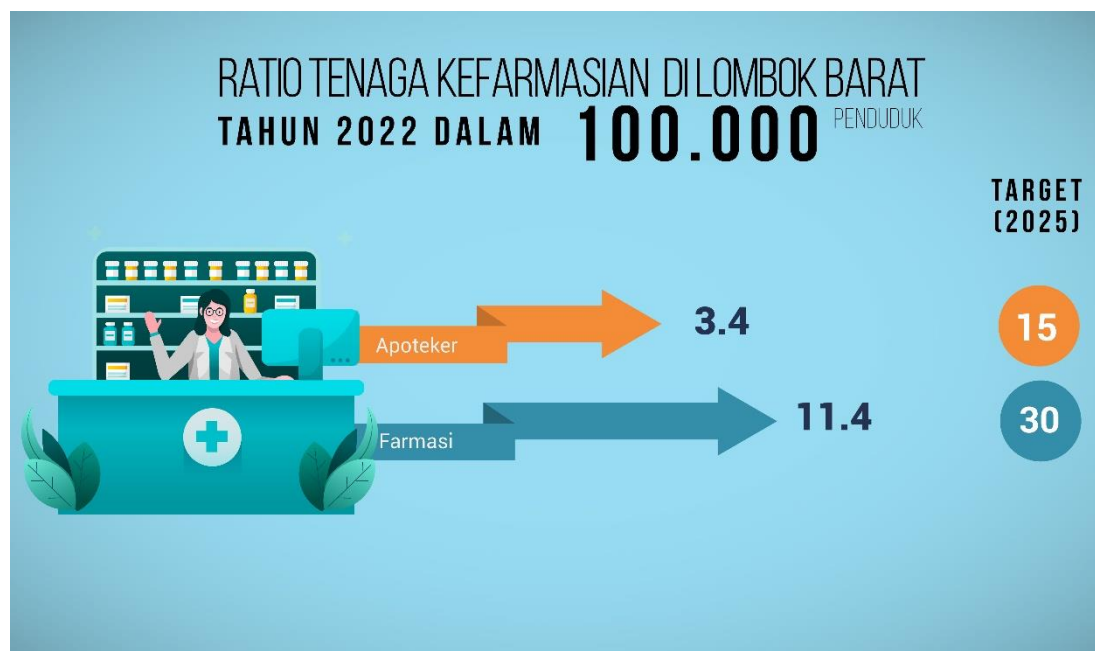 RATIO TENAGA KEFARMASIAN DI LOMBOK BARAT
TAHUN 2022 DALAM 100.000 PENDUDUK
TARGET
(2025)
Apoteker 3.4 15
Farmasi 11.4 30